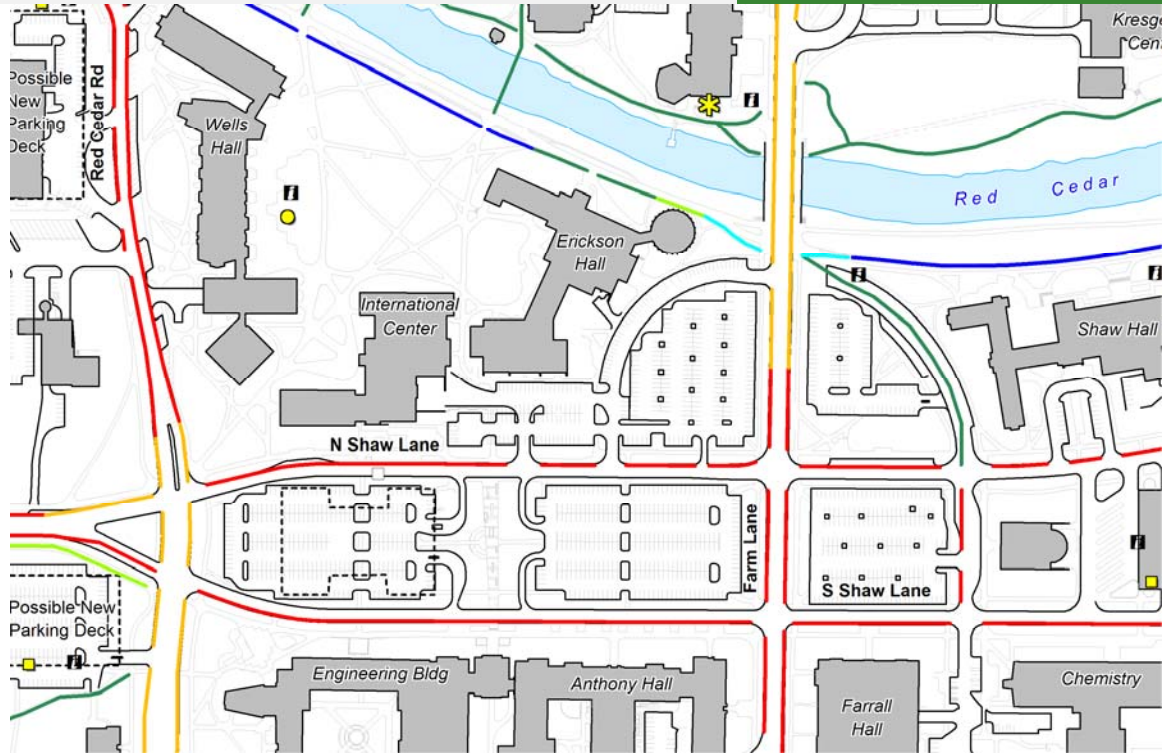 Kresge
Cen
Possible
New
Parking
Deck
Red Cedar Rd
Wells
Hall
i
i
Red Cedar
Erickson
Hall
i
i
International
Center
Shaw Hall
N Shaw Lane
Farm Lane
i
S Shaw Lane
Possible New
Parking Deck
i
Engineering Bldg
Anthony Hall
Farrall
Hall
Chemistry